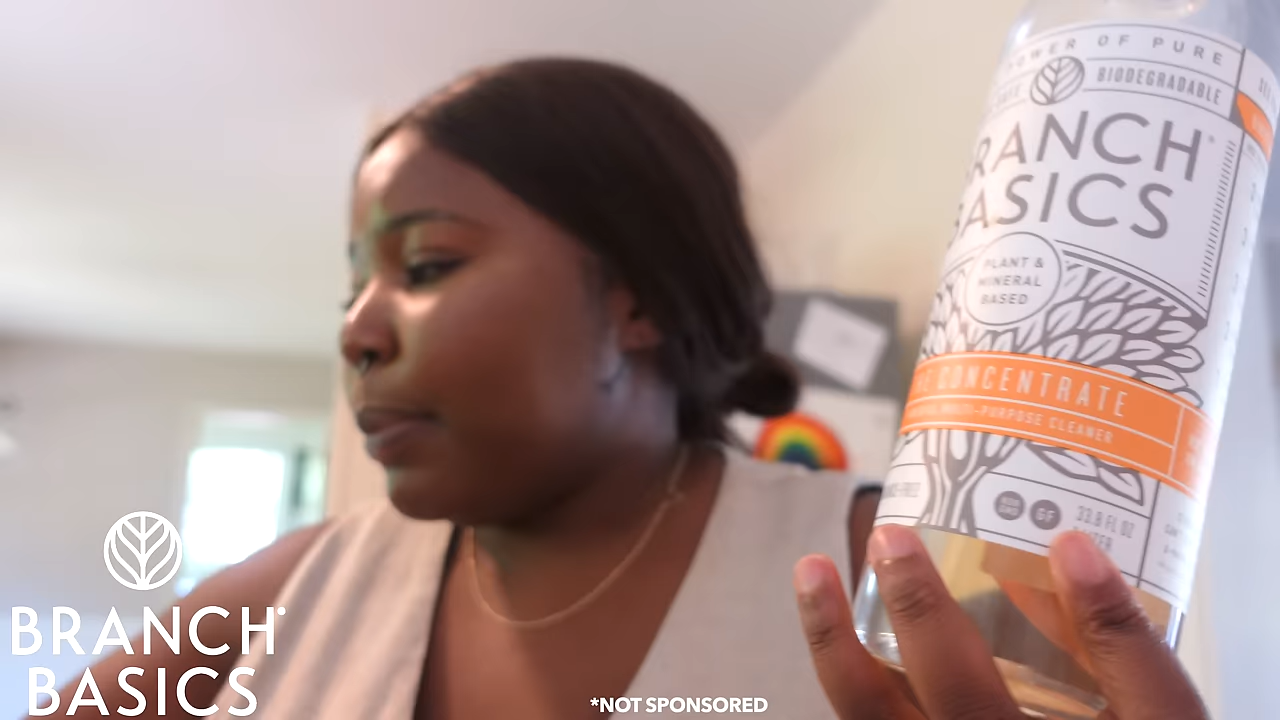 POWER OF PURE
BIODEGRADABLE
BRANCH
BASICS
PLANT &
MINERAL
BASED
CONCENTRATE
MULTI-PURPOSE CLEANER
GF
33.8 FL OZ
BRANCH
BASICS
*NOT SPONSORED